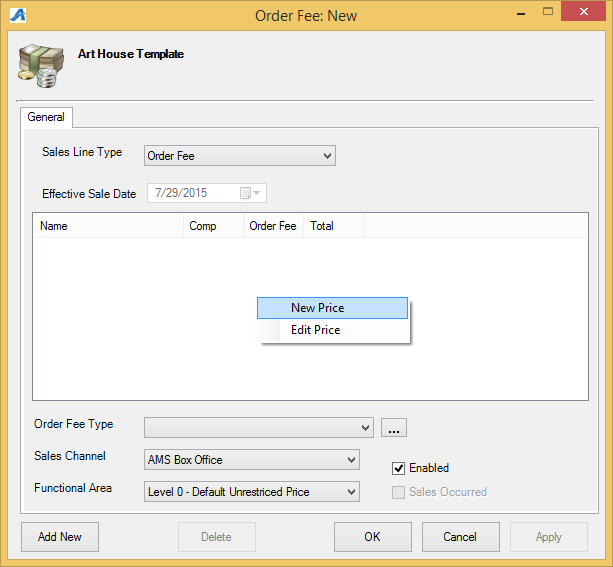 Order Fee: New
Art House Template
General
Sales Line Type
Order Fee
Effective Sale Date
7/29/2015
Name Comp Order Fee Total
New Price
Edit Price
Order Fee Type
...
Sales Channel
AMS Box Office
Enabled
Functional Area
Level 0 - Default Unrestriced Price
Sales Occurred
Add New Delete OK Cancel Apply